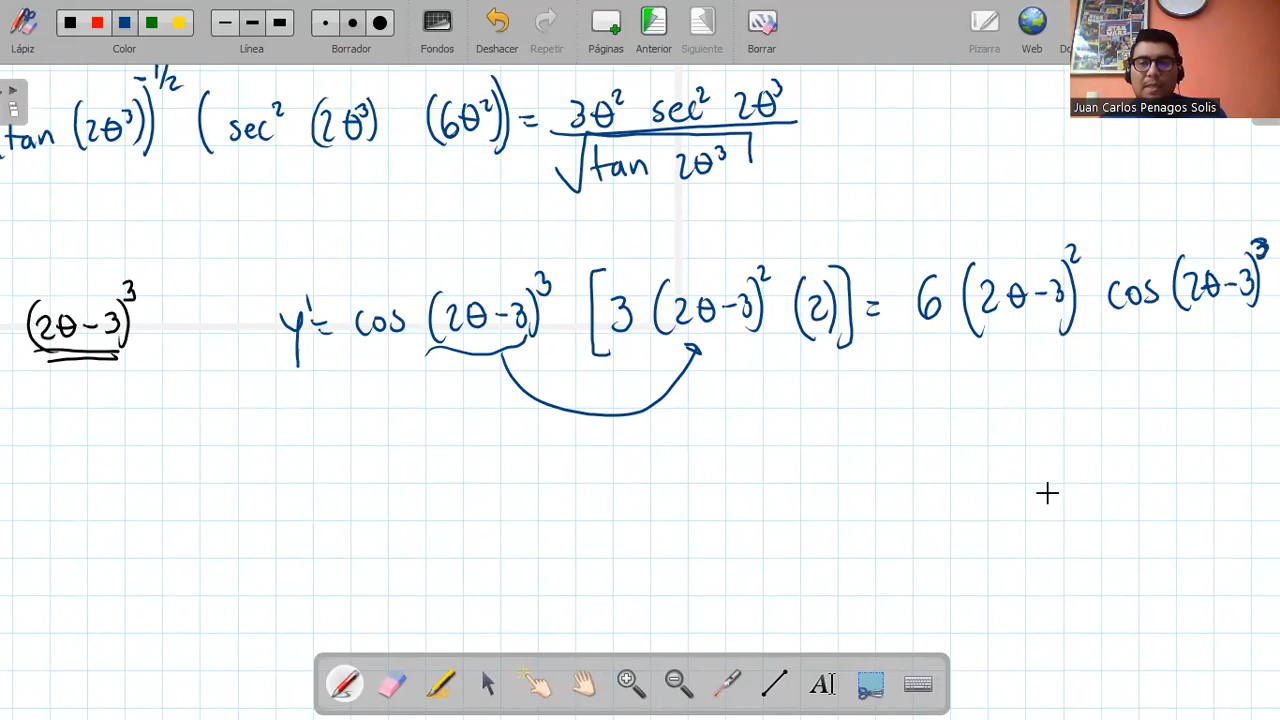 Lápiz Color Línea Borrador Fondos Deshacer Repetir Páginas Anterior Siguiente Borrar Pizarra Web
Juan Carlos Penagos Solis
tan (2θ³))^-1/2 (sec² (2θ³) (6θ²)) = 3θ² sec² 2θ³ / √tan 2θ³
(2θ-3)³ y' = cos (2θ-3)³ [3 (2θ-3)² (2)] = 6 (2θ-3)² cos (2θ-3)³
AI